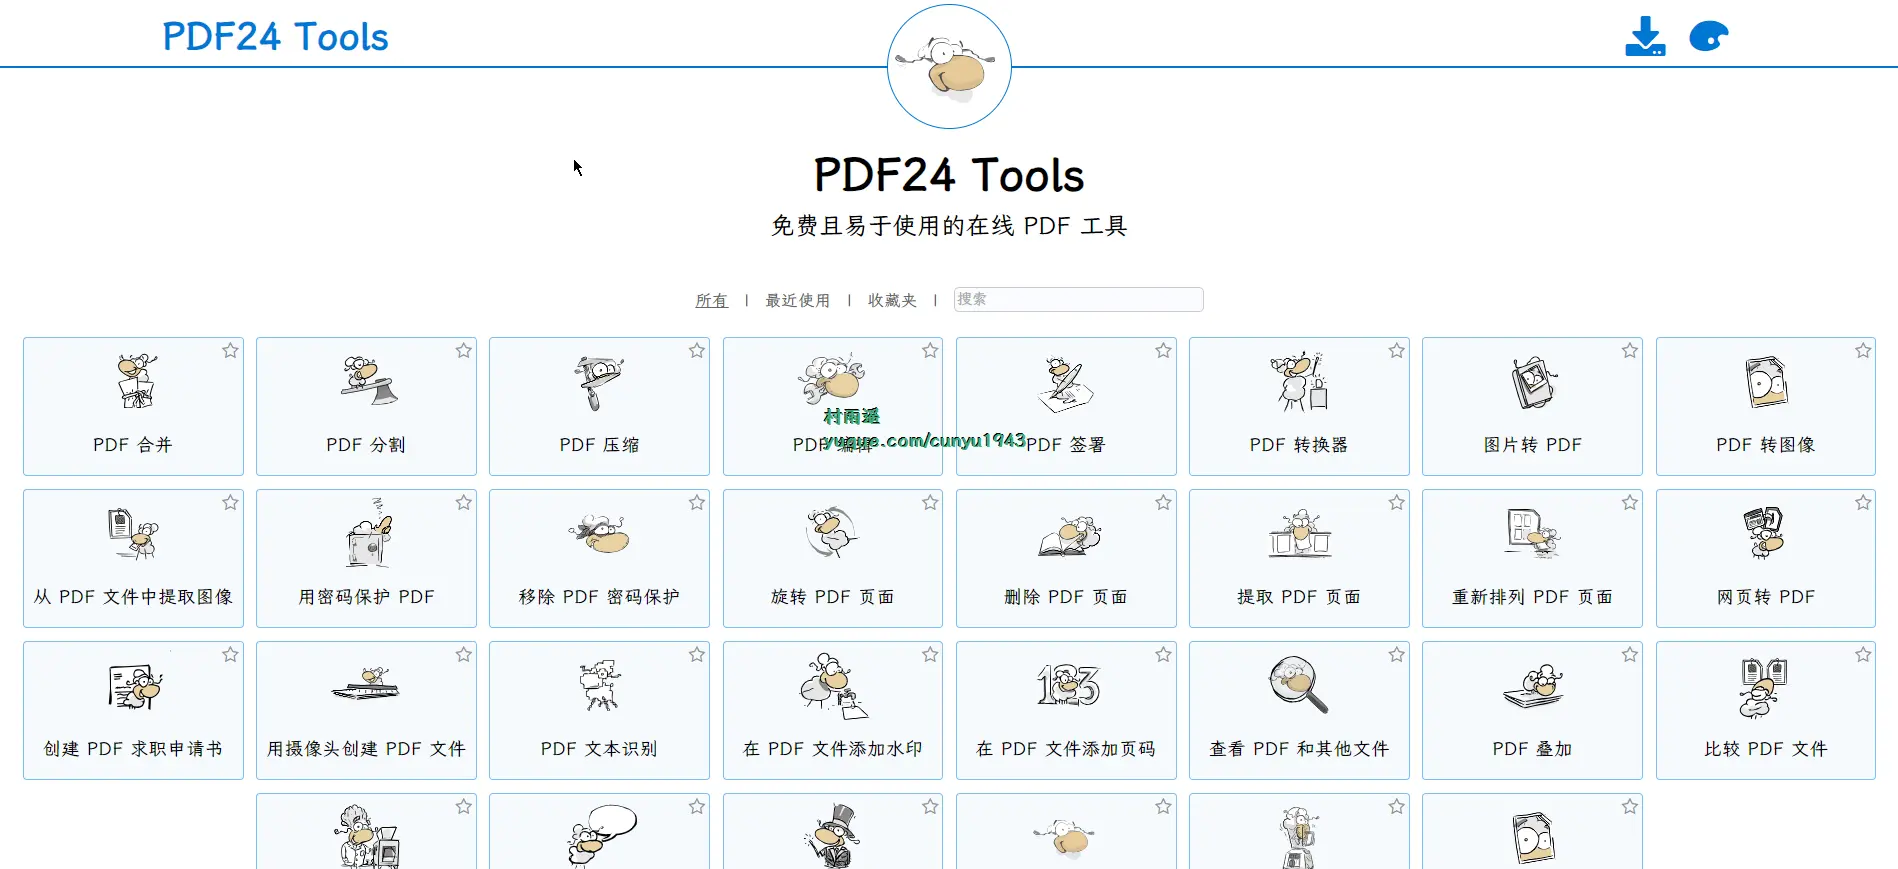 PDF24 Tools
PDF24 Tools
免费且易于使用的在线 PDF 工具
所有 | 最近使用 | 收藏夹 | 搜索
PDF 合并
PDF 分割
PDF 压缩
PDF 编辑
PDF 签署
PDF 转换器
图片转 PDF
PDF 转图像
村雨遥
yuque.com/cunyu1943
从 PDF 文件中提取图像
用密码保护 PDF
移除 PDF 密码保护
旋转 PDF 页面
删除 PDF 页面
提取 PDF 页面
重新排列 PDF 页面
网页转 PDF
123
创建 PDF 求职申请书
用摄像头创建 PDF 文件
PDF 文本识别
在 PDF 文件添加水印
在 PDF 文件添加页码
查看 PDF 和其他文件
PDF 叠加
比较 PDF 文件